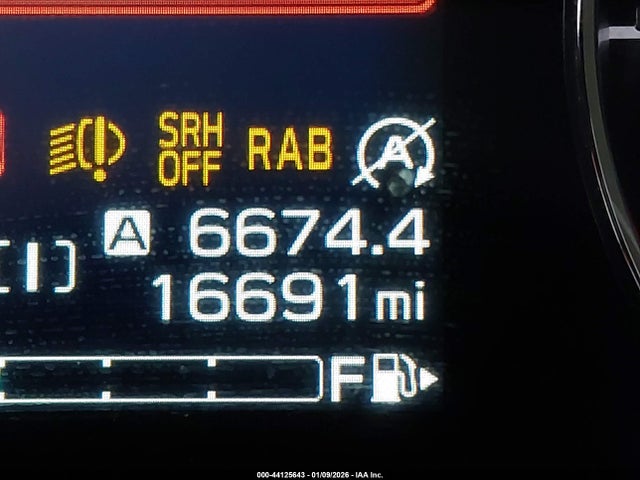 SRH
OFF RAB A
A 6674.4
16691 mi
F
000-44125643 - 01/09/2026 - IAA Inc.